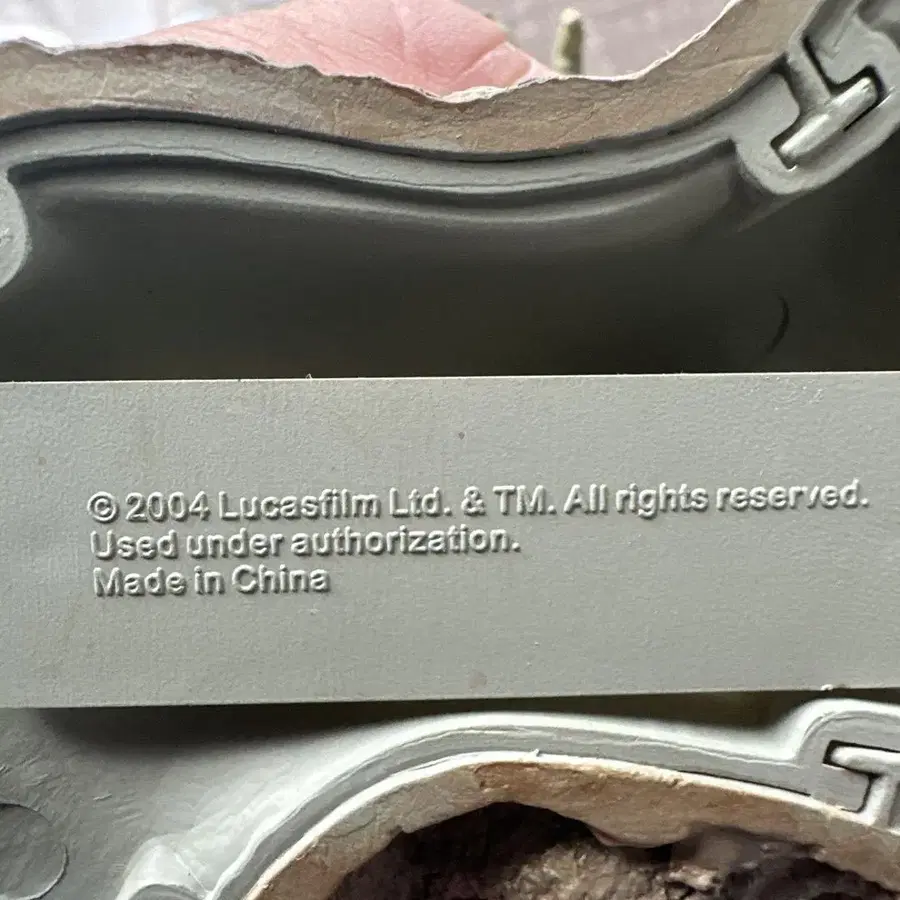 © 2004 Lucasfilm Ltd. & TM. All rights reserved.
Used under authorization.
Made in China